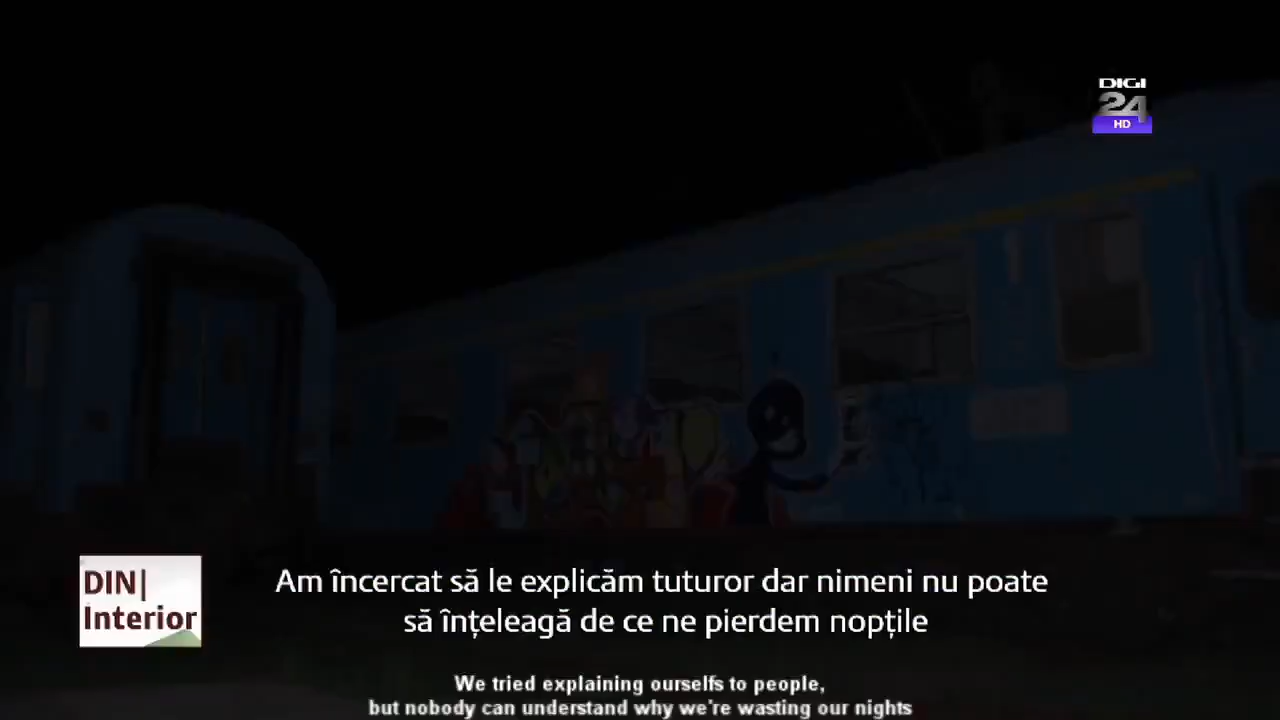 DIGI
24
HD
DIN|
Interior
Am încercat să le explicăm tuturor dar nimeni nu poate
să înțeleagă de ce ne pierdem nopțile
We tried explaining ourselfs to people,
but nobody can understand why we're wasting our nights